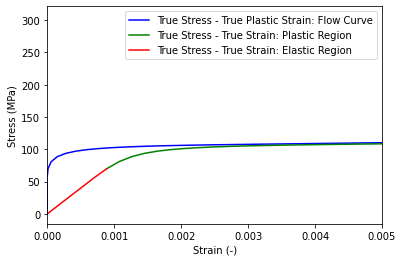 True Stress - True Plastic Strain: Flow Curve
True Stress - True Strain: Plastic Region
True Stress - True Strain: Elastic Region
Stress (MPa)
300
250
200
150
100
50
0
0.000 0.001 0.002 0.003 0.004 0.005
Strain (-)